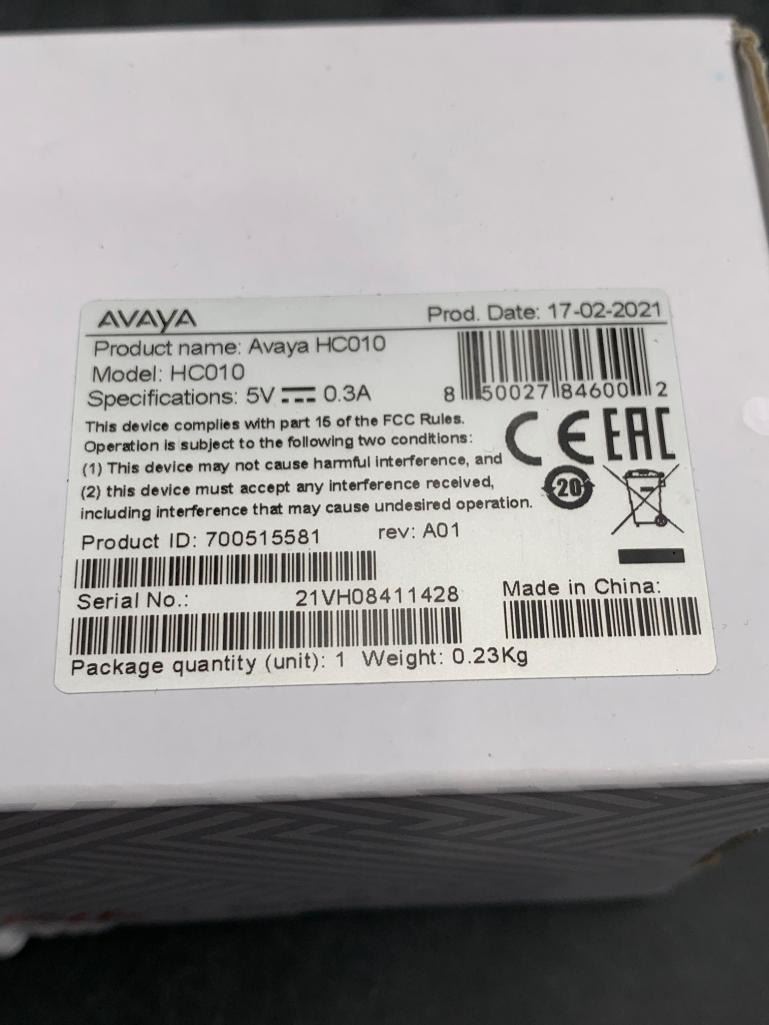 AVAYA
Prod. Date: 17-02-2021
Product name: Avaya HC010
Model: HC010
Specifications: 5V 0.3A
8 50027 84600 2
This device complies with part 15 of the FCC Rules.
Operation is subject to the following two conditions:
(1) This device may not cause harmful interference, and
(2) this device must accept any interference received,
including interference that may cause undesired operation.
CE EAC
20
Product ID: 700515581 rev: A01
Serial No.: 21VH08411428
Made in China:
Package quantity (unit): 1 Weight: 0.23Kg